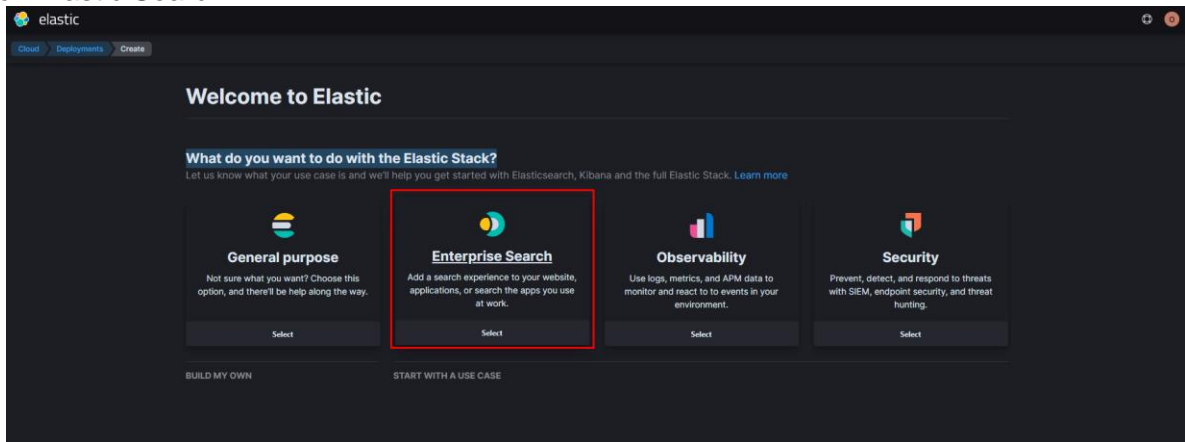 elastic
Cloud Deployments Create
Welcome to Elastic
What do you want to do with the Elastic Stack?
Let us know what your use case is and we'll help you get started with Elasticsearch, Kibana and the full Elastic Stack. Learn more
General purpose
Not sure what you want? Choose this
option, and there'll be help along the way.
Select
Enterprise Search
Add a search experience to your website,
applications, or search the apps you use
at work.
Select
Observability
Use logs, metrics, and APM data to
monitor and react to to events in your
environment.
Select
Security
Prevent, detect, and respond to threats
with SIEM, endpoint security, and threat
hunting.
Select
BUILD MY OWN
START WITH A USE CASE